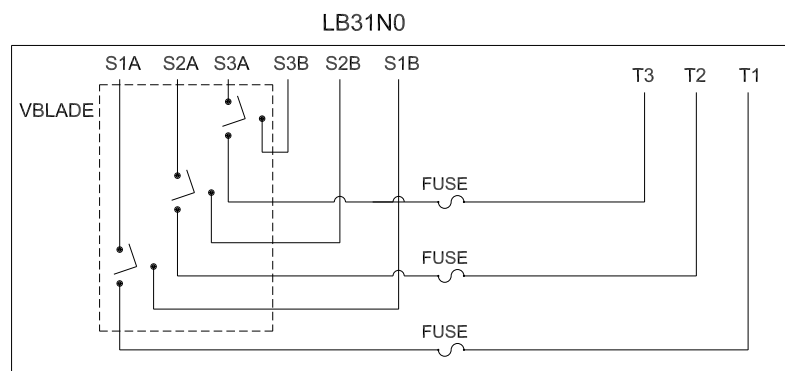 LB31N0
S1A S2A S3A S3B S2B S1B T3 T2 T1
VBLADE
FUSE
FUSE
FUSE